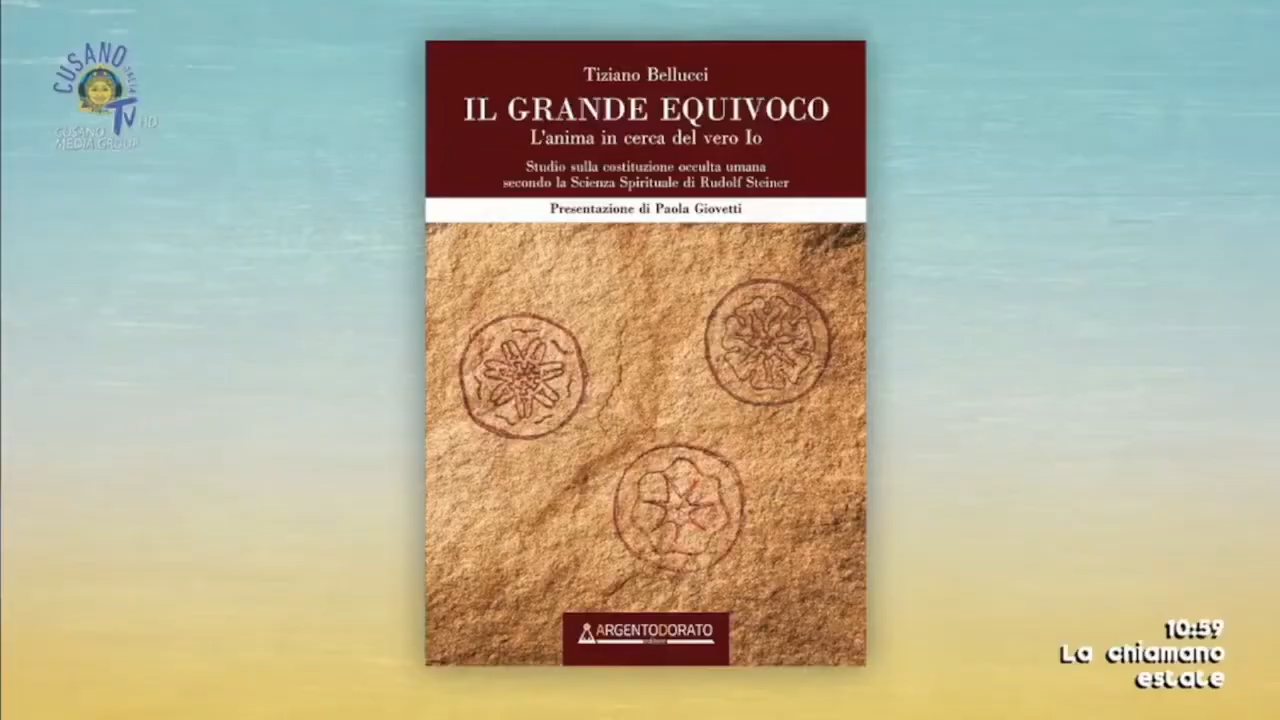 CUSANO
ITALIA
TV HD
CUSANO
MEDIA GROUP
Tiziano Bellucci
IL GRANDE EQUIVOCO
L'anima in cerca del vero Io
Studio sulla costituzione occulta umana
secondo la Scienza Spirituale di Rudolf Steiner
Presentazione di Paola Giovetti
ARGENTODORATO
10:59
La chiamano
estate